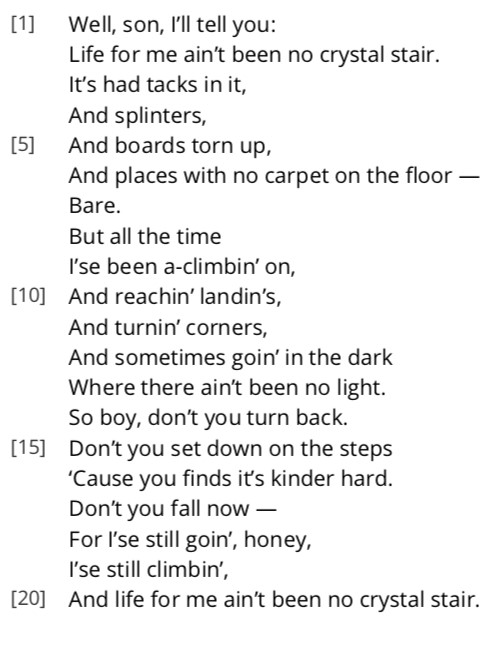 [1] Well, son, I’ll tell you:
Life for me ain’t been no crystal stair.
It’s had tacks in it,
And splinters,
[5] And boards torn up,
And places with no carpet on the floor —
Bare.
But all the time
I’se been a-climbin’ on,
[10] And reachin’ landin’s,
And turnin’ corners,
And sometimes goin’ in the dark
Where there ain’t been no light.
So boy, don’t you turn back.
[15] Don’t you set down on the steps
‘Cause you finds it’s kinder hard.
Don’t you fall now —
For I’se still goin’, honey,
I’se still climbin’,
[20] And life for me ain’t been no crystal stair.